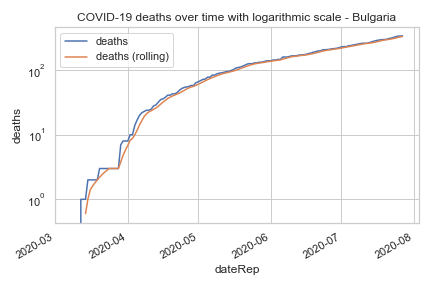 COVID-19 deaths over time with logarithmic scale - Bulgaria
deaths
deaths (rolling)
deaths
10²
10¹
10⁰
2020-03
2020-04
2020-05
2020-06
2020-07
2020-08
dateRep